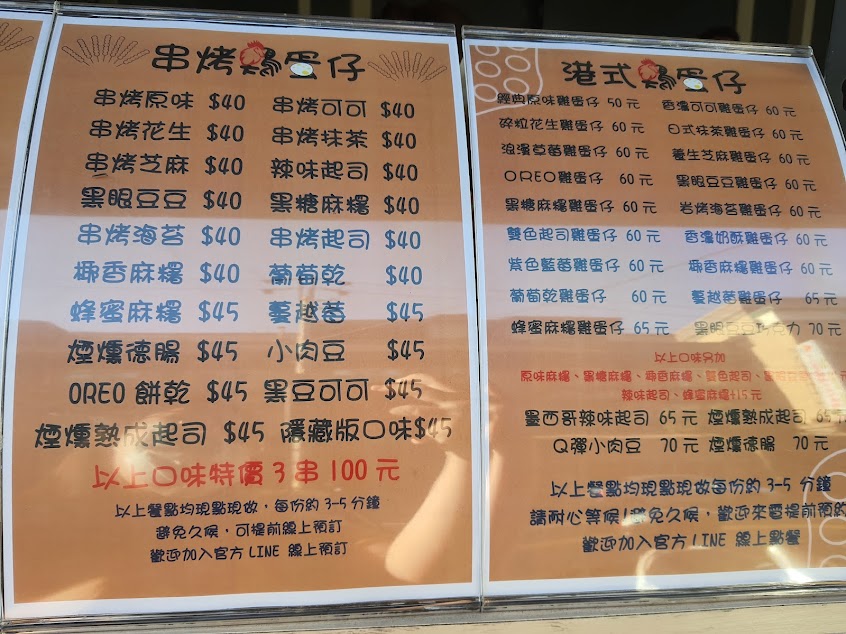 串烤鷄蛋仔
串烤原味 $40 串烤可可 $40
串烤花生 $40 串烤抹茶 $40
串烤芝麻 $40 辣味起司 $40
黑眼豆豆 $40 黑糖麻糬 $40
串烤海苔 $40 串烤起司 $40
椰香麻糬 $40 葡萄乾 $40
蜂蜜麻糬 $45 蔓越莓 $45
煙燻德腸 $45 小肉豆 $45
OREO 餅乾 $45 黑豆可可 $45
煙燻熱成起司 $45 隱藏版口味$45
以上口味特價3串100元
以上餐點均現點現做,每份約 3-5 分鐘
避免久候,可提前線上預訂
歡迎加入官方 LINE 線上預訂
港式鷄蛋仔
經典原味雞蛋仔 50 元 香濃可可雞蛋仔 60 元
碎粒花生雞蛋仔 60 元 日式抹茶雞蛋仔 60 元
浪漫草莓雞蛋仔 60 元 養生芝麻雞蛋仔 60 元
OREO雞蛋仔 60 元 黑眼豆豆雞蛋仔 60 元
黑糖麻糬雞蛋仔 60 元 岩烤海苔雞蛋仔 60 元
雙色起司雞蛋仔 60 元 香濃奶酥雞蛋仔 60 元
紫色藍莓雞蛋仔 60 元 椰香麻糬雞蛋仔 60 元
葡萄乾雞蛋仔 60 元 蔓越莓雞蛋仔 65 元
蜂蜜麻糬雞蛋仔 65 元 黑眼豆豆巧克力 70 元
以上口味另加
原味麻糬、黑糖麻糬、椰香麻糬、雙色起司、
辣味起司、蜂蜜麻糬+15元
墨西哥辣味起司 65 元 煙燻熱成起司 65 元
Q彈小肉豆 70 元 煙燻德腸 70 元
以上餐點均現點現做每份約 3-5 分鐘
請耐心等候!避免久候,歡迎來電提前預約
歡迎加入官方 LINE 線上點餐